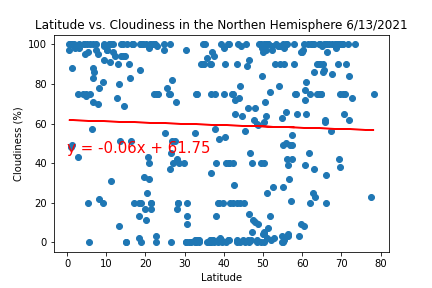 Latitude vs. Cloudiness in the Northen Hemisphere 6/13/2021
100
80
60
40
20
0
Cloudiness (%)
y = -0.06x + 61.75
0 10 20 30 40 50 60 70 80
Latitude